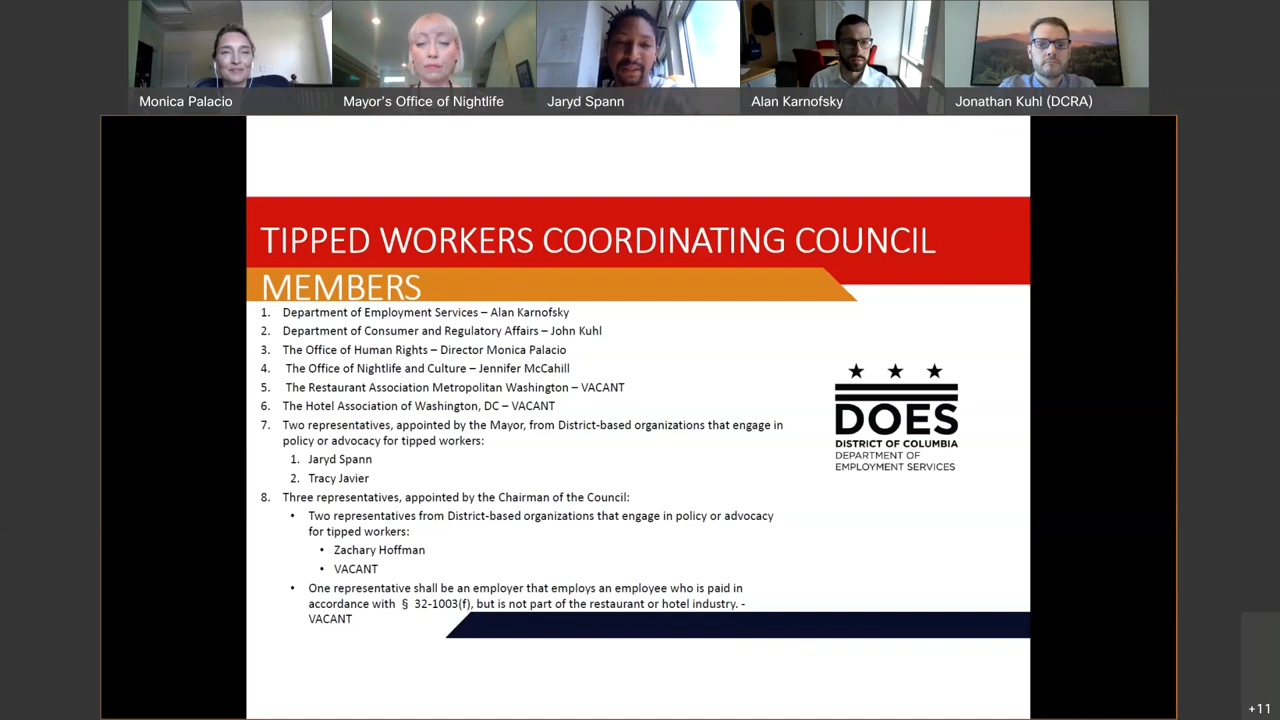 Monica Palacio
Mayor's Office of Nightlife
Jaryd Spann
Alan Karnofsky
Jonathan Kuhl (DCRA)
TIPPED WORKERS COORDINATING COUNCIL
MEMBERS
1. Department of Employment Services – Alan Karnofsky
2. Department of Consumer and Regulatory Affairs – John Kuhl
3. The Office of Human Rights – Director Monica Palacio
4. The Office of Nightlife and Culture – Jennifer McCahill
5. The Restaurant Association Metropolitan Washington – VACANT
6. The Hotel Association of Washington, DC – VACANT
7. Two representatives, appointed by the Mayor, from District-based organizations that engage in
policy or advocacy for tipped workers:
1. Jaryd Spann
2. Tracy Javier
8. Three representatives, appointed by the Chairman of the Council:
• Two representatives from District-based organizations that engage in policy or advocacy
for tipped workers:
• Zachary Hoffman
• VACANT
• One representative shall be an employer that employs an employee who is paid in
accordance with § 32-1003(f), but is not part of the restaurant or hotel industry. -
VACANT
DOES
DISTRICT OF COLUMBIA
DEPARTMENT OF
EMPLOYMENT SERVICES
+11